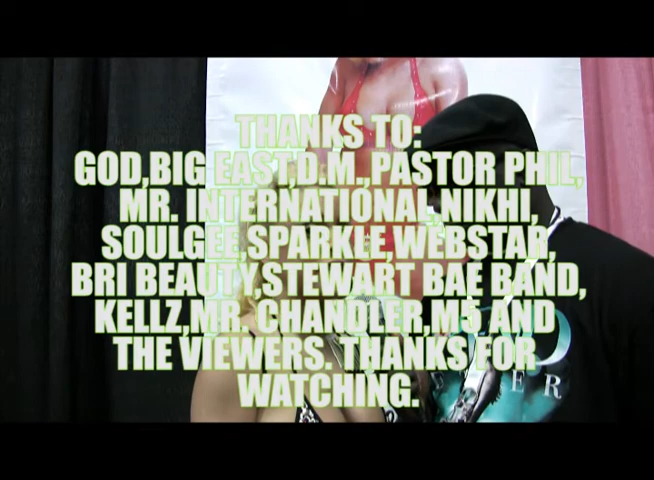 THANKS TO:
GOD,BIG EAST,D.M.,PASTOR PHIL,
MR. INTERNATIONAL,NIKHI,
SOULGEE,SPARKLE,WEBSTAR,
BRI BEAUTY,STEWART BAE BAND,
KELLZ,MR. CHANDLER,M5 AND
THE VIEWERS. THANKS FOR
WATCHING.